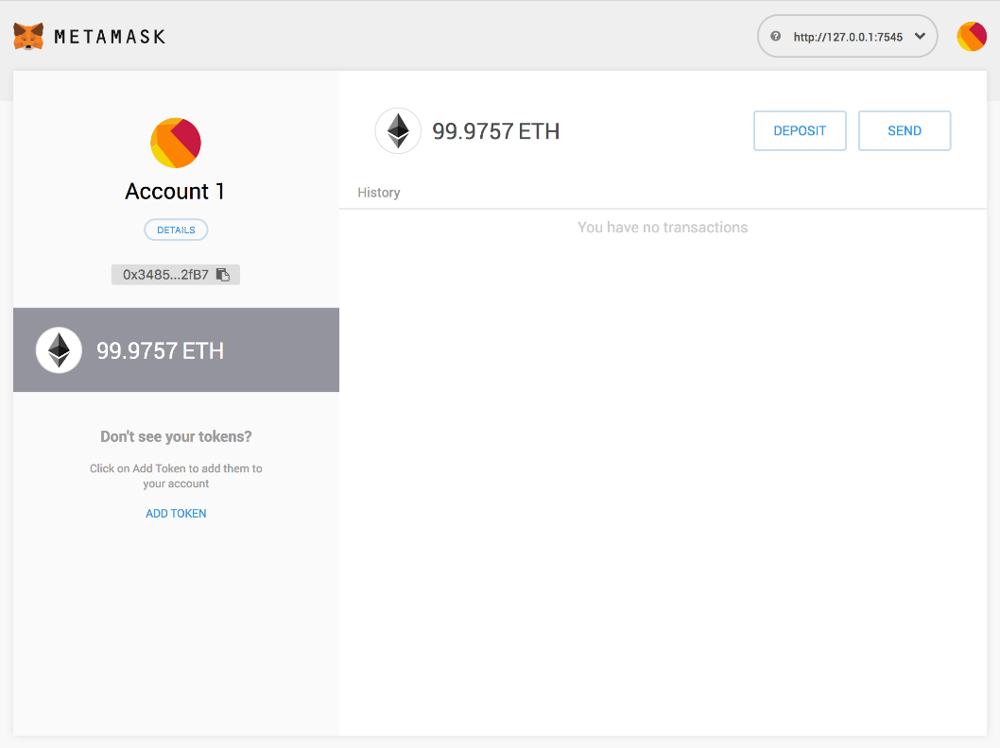 METAMASK
http://127.0.0.1:7545
Account 1
DETAILS
0x3485...2fB7
99.9757 ETH
Don't see your tokens?
Click on Add Token to add them to
your account
ADD TOKEN
99.9757 ETH
DEPOSIT
SEND
History
You have no transactions